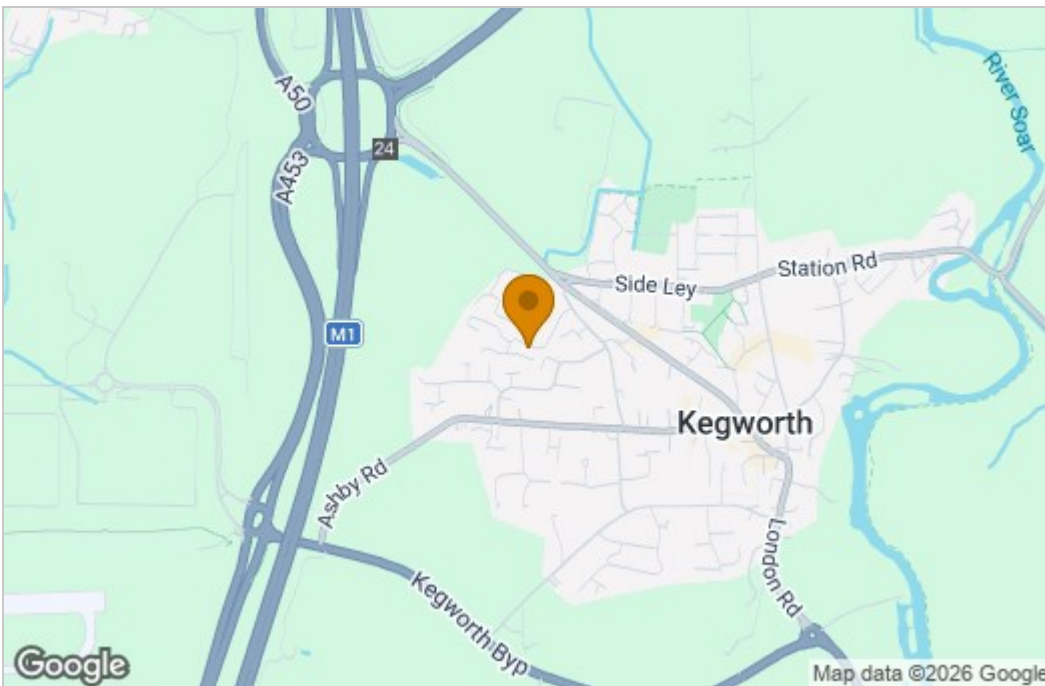 A50
River Soar
24
A453
Station Rd
Side Ley
M1
Kegworth
Ashby Rd
London Rd
Kegworth Byp
Google
Map data ©2026 Google